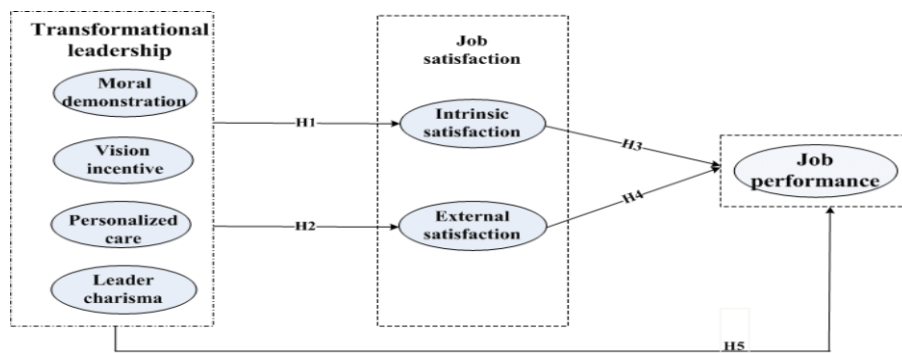 Transformational
leadership
Moral
demonstration
Vision
incentive
Personalized
care
Leader
charisma
H1
H2
Job
satisfaction
Intrinsic
satisfaction
External
satisfaction
H3
H4
Job
performance
H5